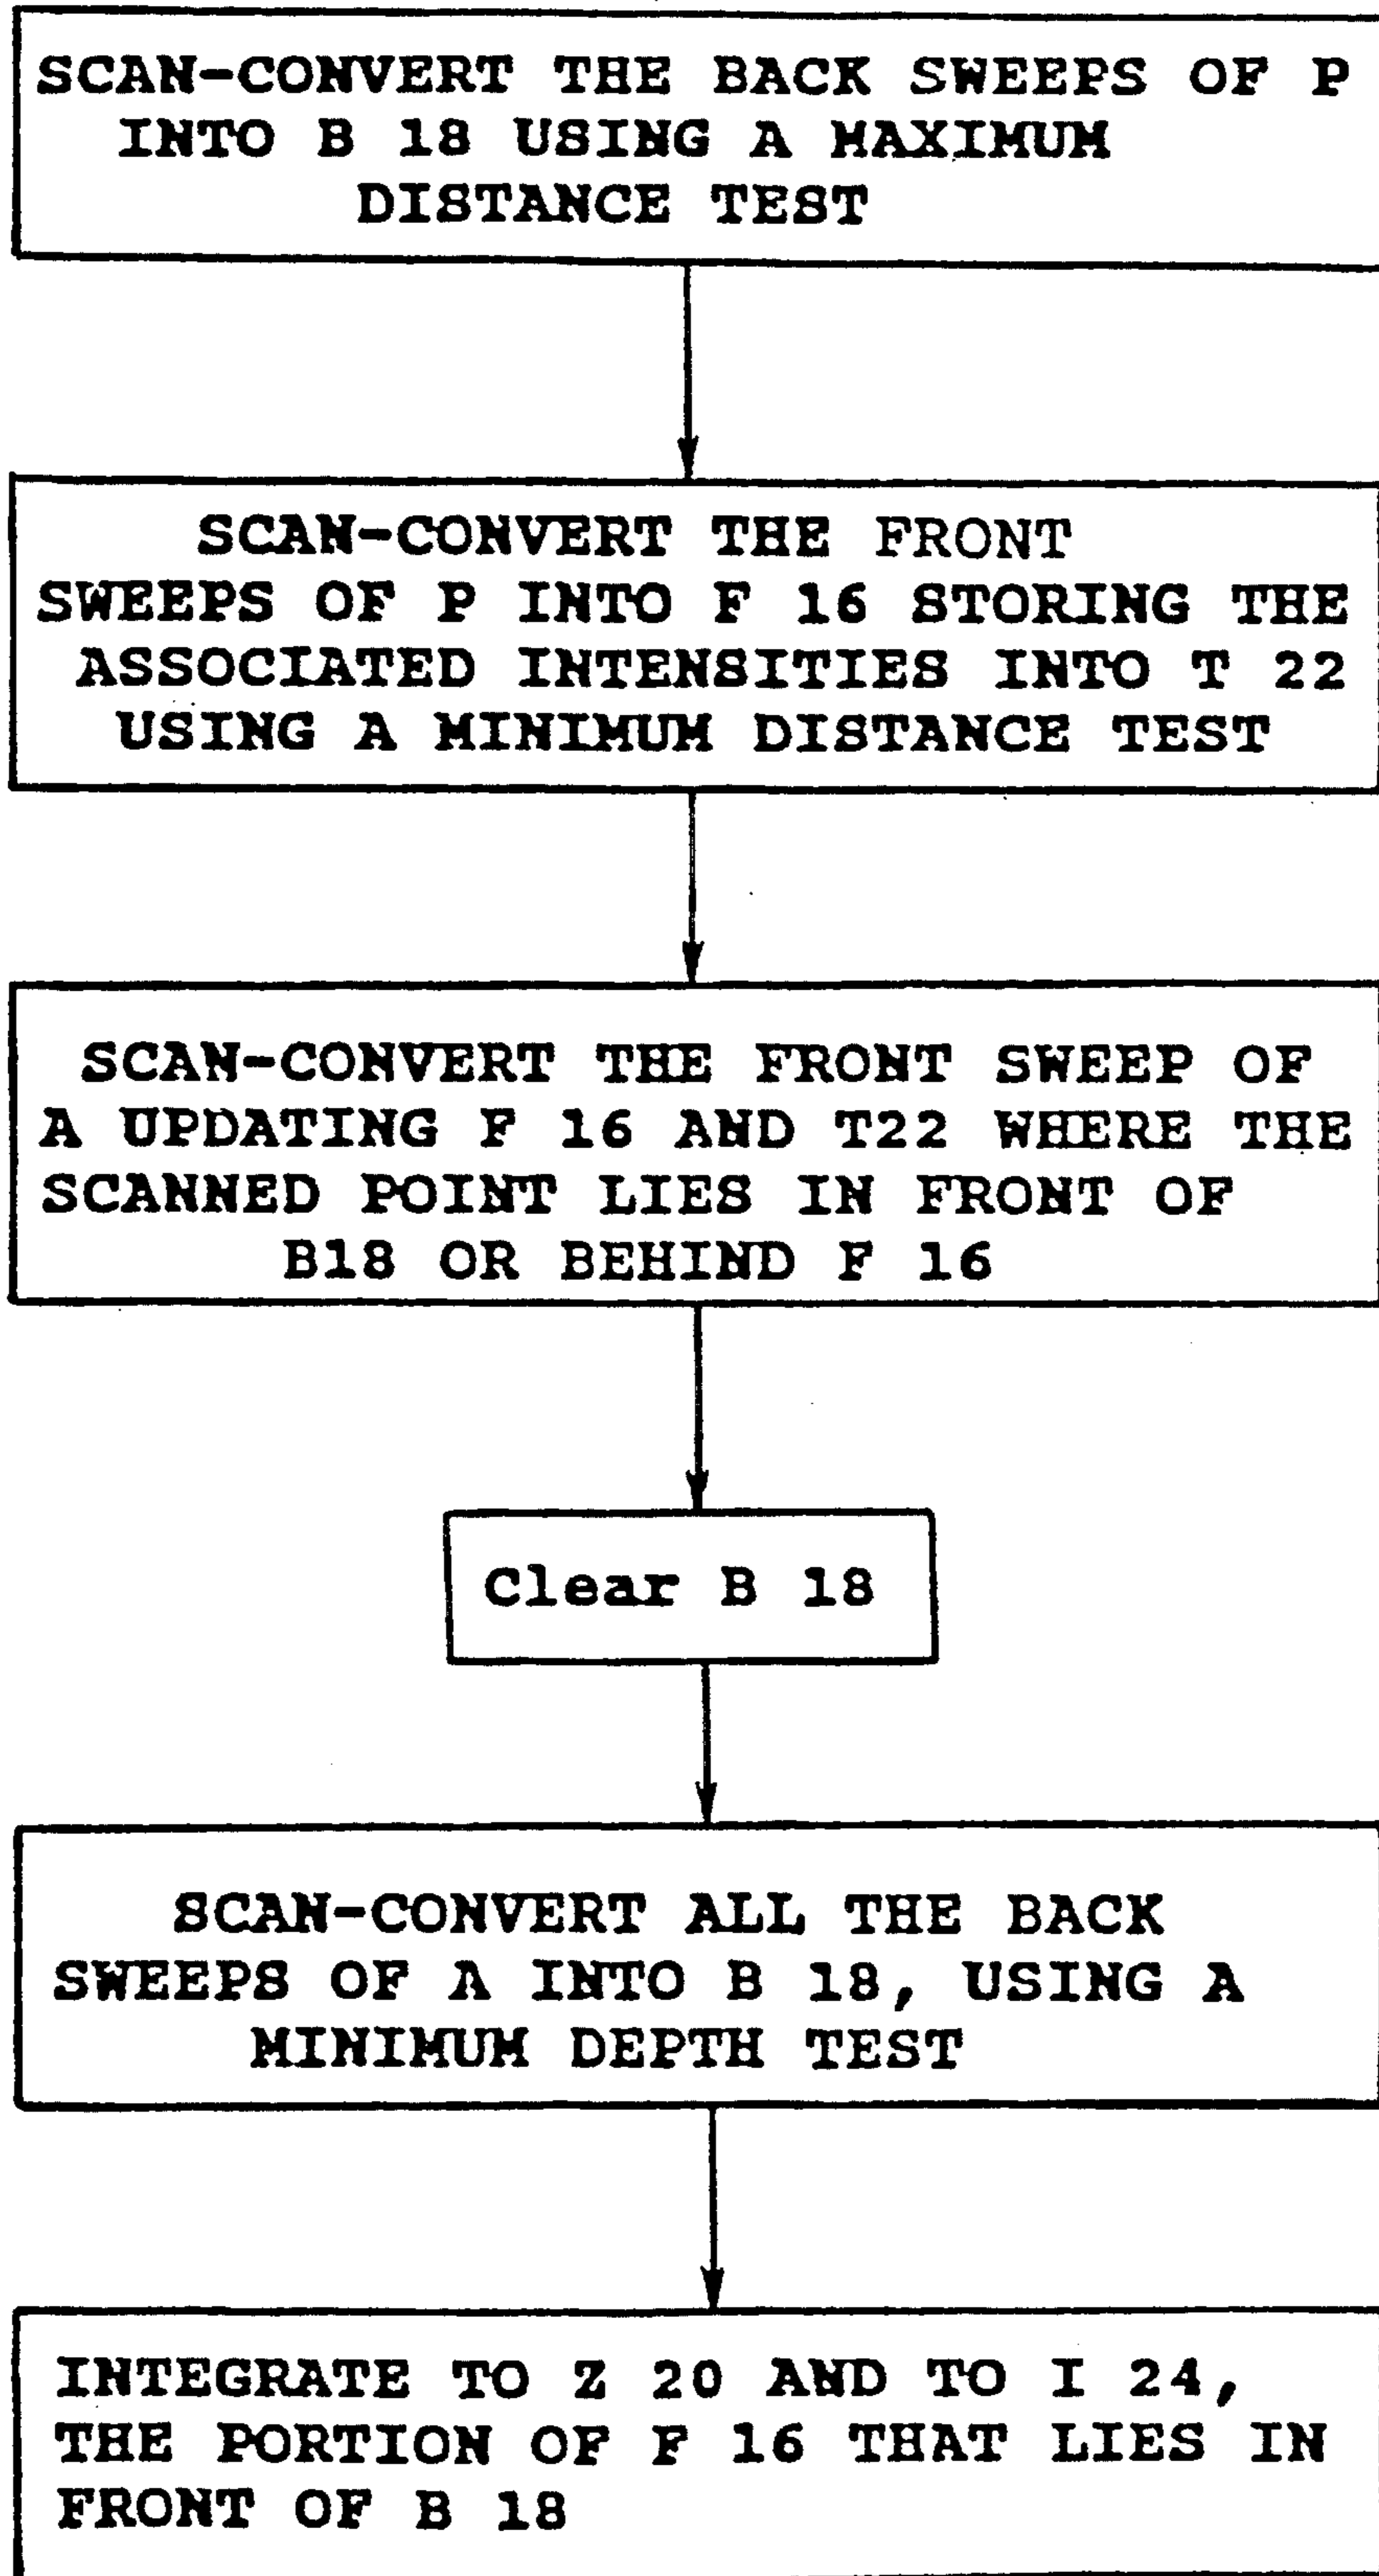 SCAN-CONVERT THE BACK SWEEPS OF P
INTO B 18 USING A MAXIMUM
DISTANCE TEST
SCAN-CONVERT THE FRONT
SWEEPS OF P INTO F 16 STORING THE
ASSOCIATED INTENSITIES INTO T 22
USING A MINIMUM DISTANCE TEST
SCAN-CONVERT THE FRONT SWEEP OF
A UPDATING F 16 AND T22 WHERE THE
SCANNED POINT LIES IN FRONT OF
B18 OR BEHIND F 16
Clear B 18
SCAN-CONVERT ALL THE BACK
SWEEPS OF A INTO B 18, USING A
MINIMUM DEPTH TEST
INTEGRATE TO Z 20 AND TO I 24,
THE PORTION OF F 16 THAT LIES IN
FRONT OF B 18